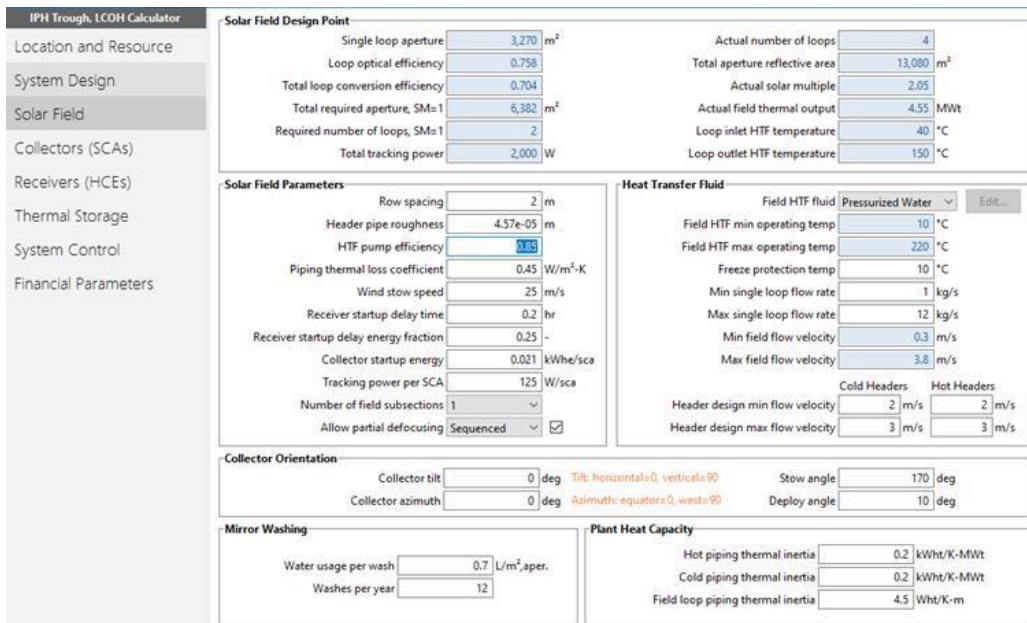 IPH Trough, LCOH Calculator
Location and Resource
System Design
Solar Field
Collectors (SCAs)
Receivers (HCEs)
Thermal Storage
System Control
Financial Parameters
Solar Field Design Point
Single loop aperture 3,270 m²
Loop optical efficiency 0.758
Total loop conversion efficiency 0.704
Total required aperture, SM=1 6,382 m²
Required number of loops, SM=1 2
Total tracking power 2,000 W
Actual number of loops 4
Total aperture reflective area 13,080 m²
Actual solar multiple 2.05
Actual field thermal output 4.55 MWt
Loop inlet HTF temperature 40 °C
Loop outlet HTF temperature 150 °C
Solar Field Parameters
Row spacing 2 m
Header pipe roughness 4.57e-05 m
HTF pump efficiency 0.85
Piping thermal loss coefficient 0.45 W/m²-K
Wind stow speed 25 m/s
Receiver startup delay time 0.2 hr
Receiver startup delay energy fraction 0.25 -
Collector startup energy 0.021 kWhe/sca
Tracking power per SCA 125 W/sca
Number of field subsections 1
Allow partial defocusing Sequenced
Heat Transfer Fluid
Field HTF fluid Pressurized Water Edit...
Field HTF min operating temp 10 °C
Field HTF max operating temp 220 °C
Freeze protection temp 10 °C
Min single loop flow rate 1 kg/s
Max single loop flow rate 12 kg/s
Min field flow velocity 0.3 m/s
Max field flow velocity 3.8 m/s
Cold Headers Hot Headers
Header design min flow velocity 2 m/s 2 m/s
Header design max flow velocity 3 m/s 3 m/s
Collector Orientation
Collector tilt 0 deg Tilt: horizontal=0, vertical=90
Collector azimuth 0 deg Azimuth: equator=0, west=90
Stow angle 170 deg
Deploy angle 10 deg
Mirror Washing
Water usage per wash 0.7 L/m²,aper.
Washes per year 12
Plant Heat Capacity
Hot piping thermal inertia 0.2 kWht/K-MWt
Cold piping thermal inertia 0.2 kWht/K-MWt
Field loop piping thermal inertia 4.5 Wht/K-m